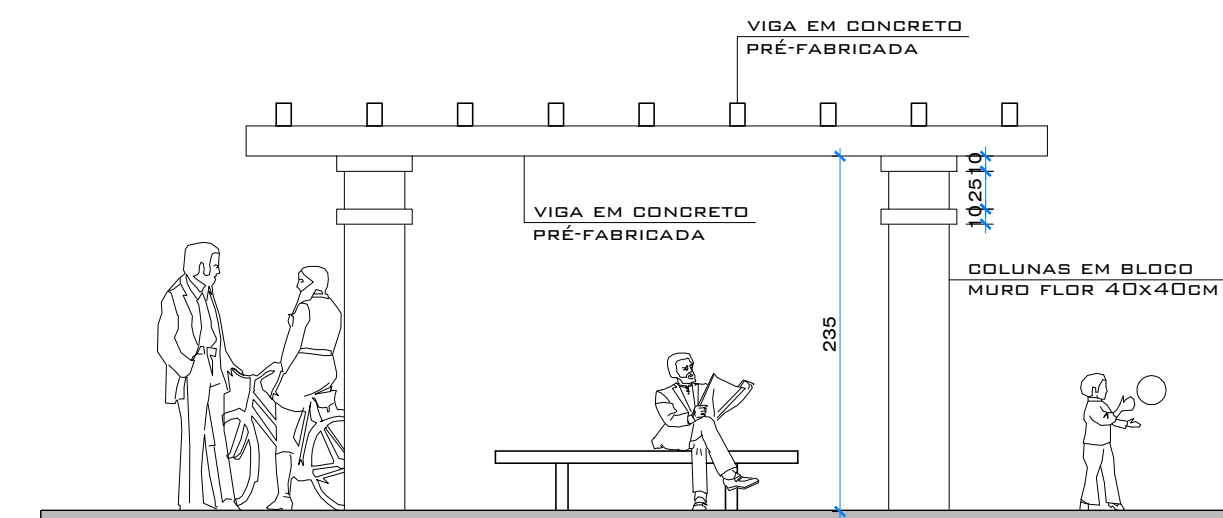 VIGA EM CONCRETO
PRÉ-FABRICADA
10
25
10
VIGA EM CONCRETO
PRÉ-FABRICADA
COLUNAS EM BLOCO
MURO FLOR 40x40CM
235